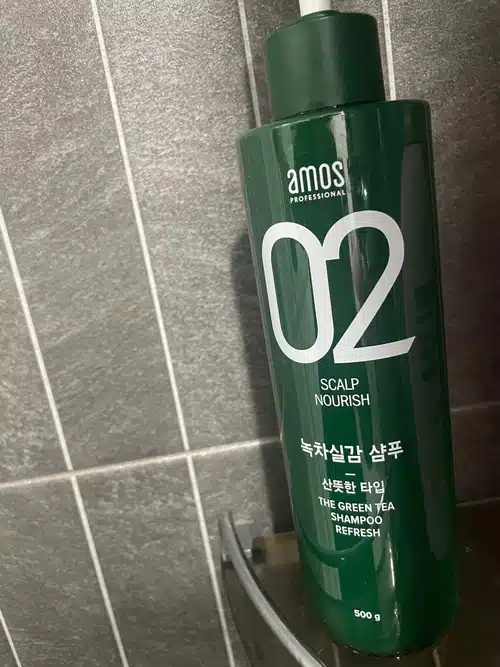 amos
PROFESSIONAL
02
SCALP
NOURISH
녹차실감 샴푸
산뜻한 타입
THE GREEN TEA
SHAMPOO
REFRESH
500 g